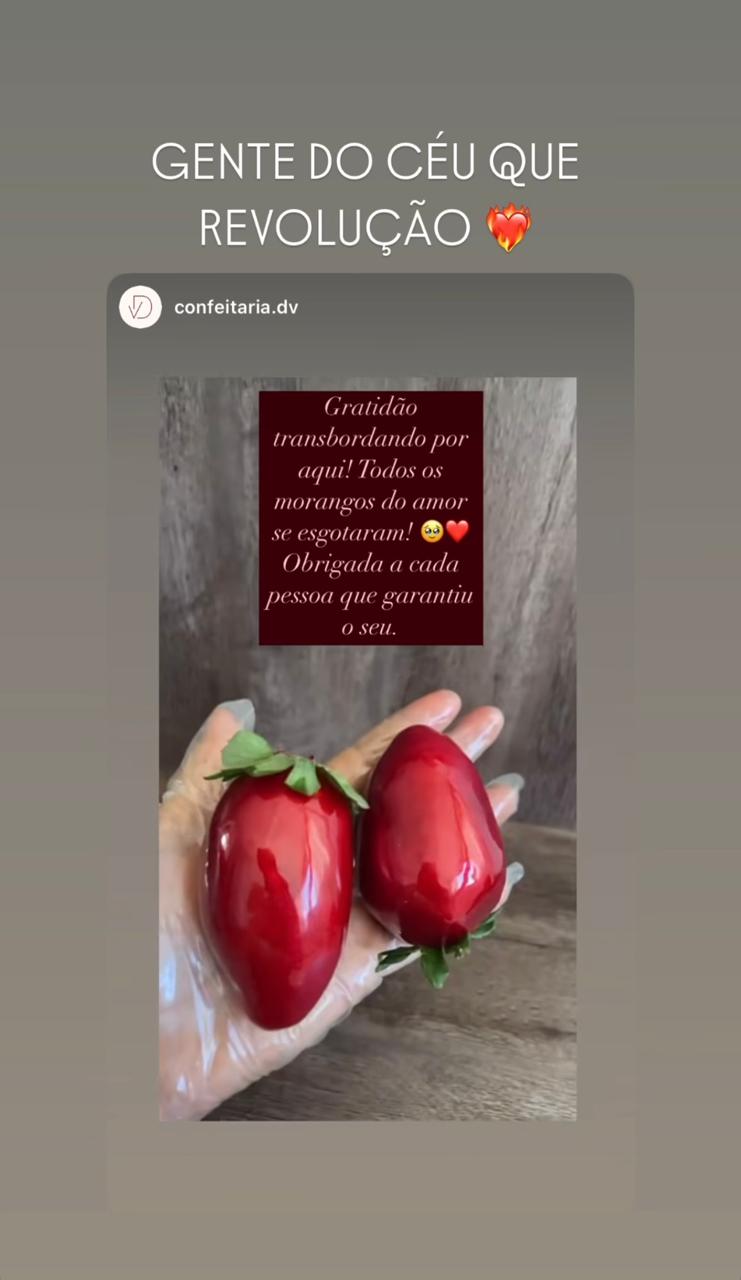 GENTE DO CÉU QUE
REVOLUÇÃO ❤️‍🔥
confeitaria.dv
Gratidão
transbordando por
aqui! Todos os
morangos do amor
se esgotaram! 🥹❤️
Obrigada a cada
pessoa que garantiu
o seu.